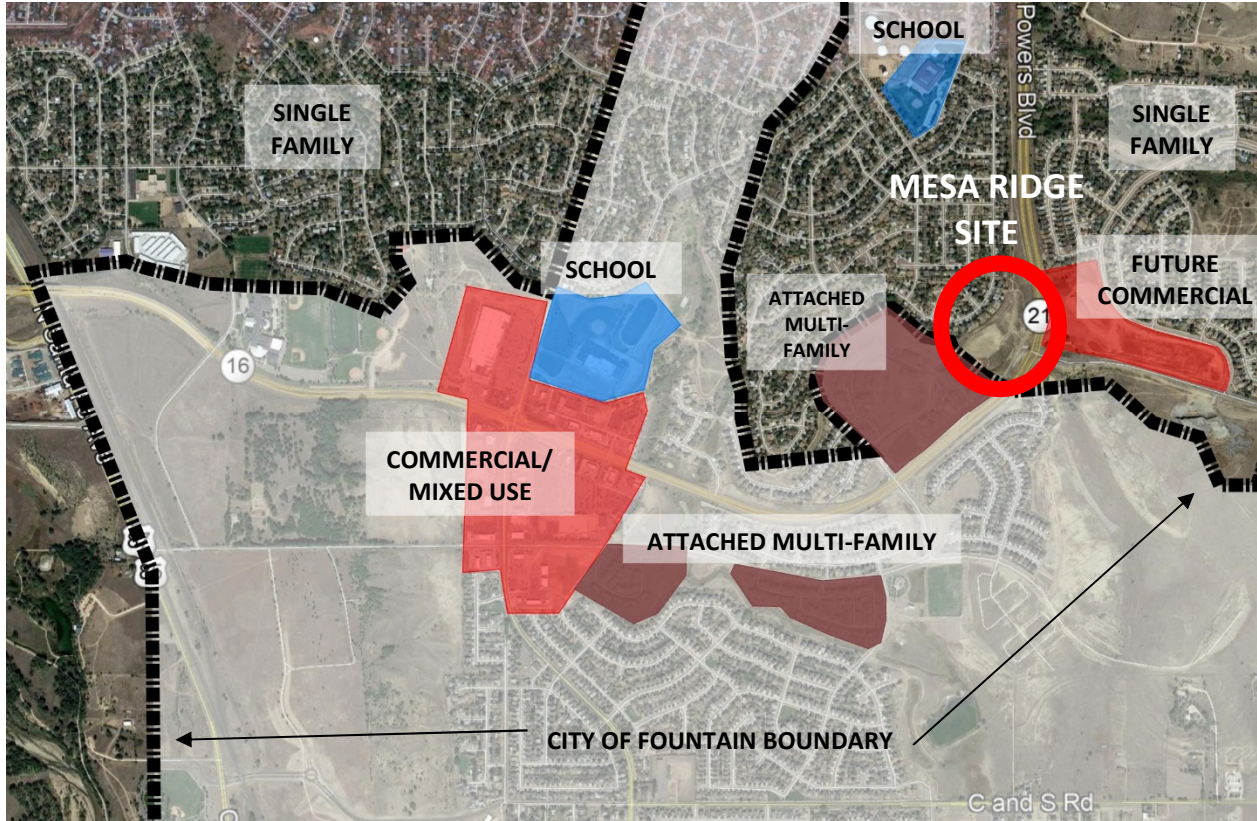 SCHOOL
Powers Blvd
SINGLE
FAMILY
SINGLE
FAMILY
MESA RIDGE
SITE
SCHOOL
FUTURE
COMMERCIAL
ATTACHED
MULTI-
FAMILY
21
16
COMMERCIAL/
MIXED USE
ATTACHED MULTI-FAMILY
CITY OF FOUNTAIN BOUNDARY
C and S Rd